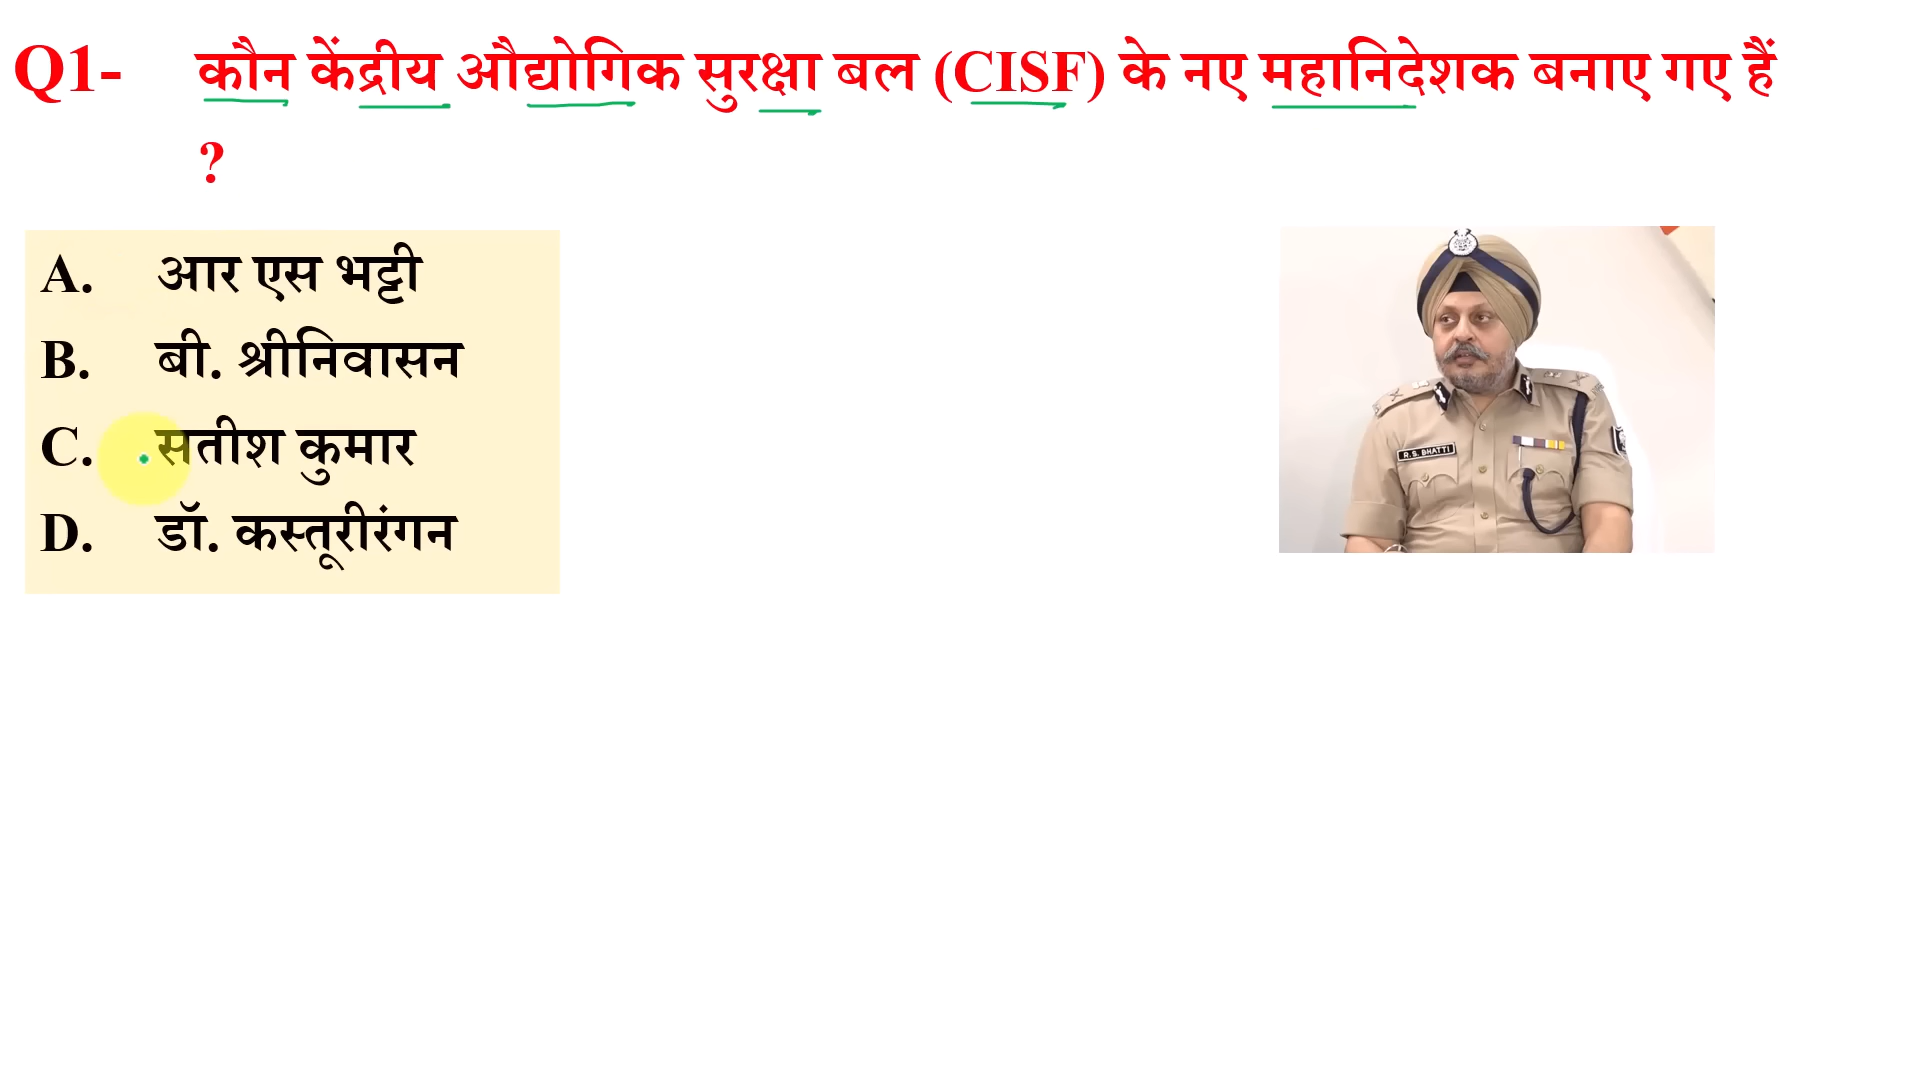 Q1- कौन केंद्रीय औद्योगिक सुरक्षा बल (CISF) के नए महानिदेशक बनाए गए हैं
?
A. आर एस भट्टी
B. बी. श्रीनिवासन
C. सतीश कुमार
D. डॉ. कस्तूरीरंगन
R.S. BHATTI